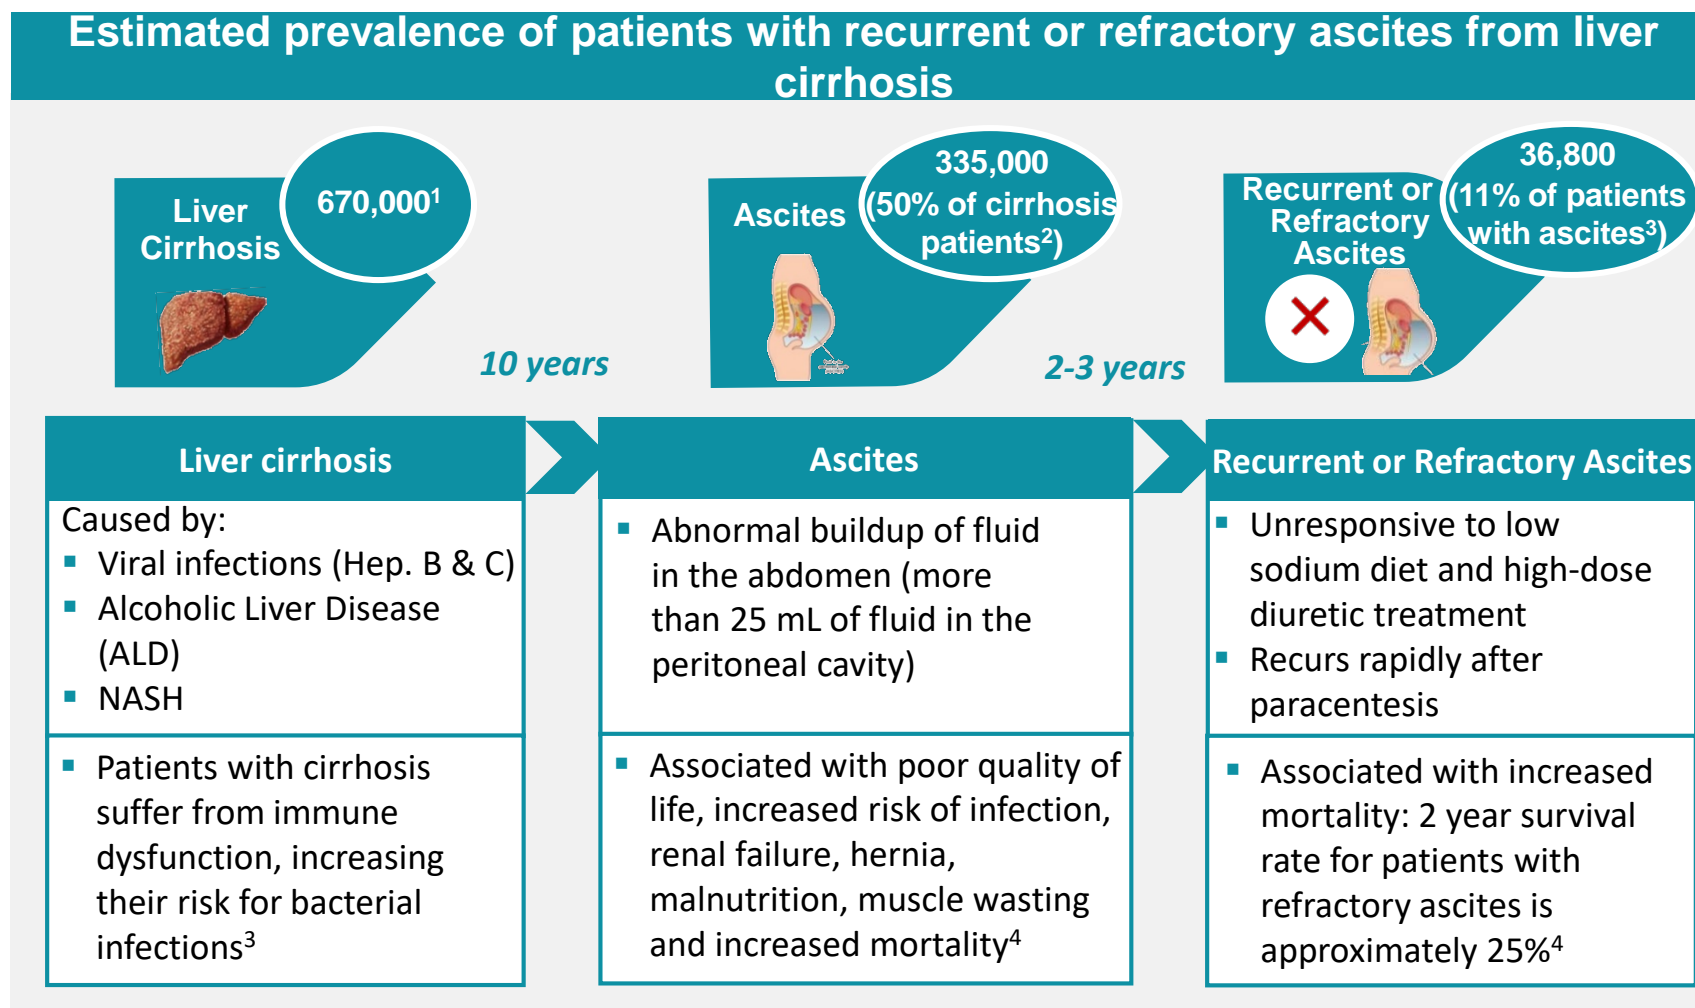 Estimated prevalence of patients with recurrent or refractory ascites from liver
cirrhosis
Liver
Cirrhosis
670,000¹
10 years
Ascites
335,000
(50% of cirrhosis
patients²)
2-3 years
Recurrent or
Refractory
Ascites
36,800
(11% of patients
with ascites³)
Liver cirrhosis
Caused by:
▪ Viral infections (Hep. B & C)
▪ Alcoholic Liver Disease
(ALD)
▪ NASH
▪ Patients with cirrhosis
suffer from immune
dysfunction, increasing
their risk for bacterial
infections³
Ascites
▪ Abnormal buildup of fluid
in the abdomen (more
than 25 mL of fluid in the
peritoneal cavity)
▪ Associated with poor quality of
life, increased risk of infection,
renal failure, hernia,
malnutrition, muscle wasting
and increased mortality⁴
Recurrent or Refractory Ascites
▪ Unresponsive to low
sodium diet and high-dose
diuretic treatment
▪ Recurs rapidly after
paracentesis
▪ Associated with increased
mortality: 2 year survival
rate for patients with
refractory ascites is
approximately 25%⁴